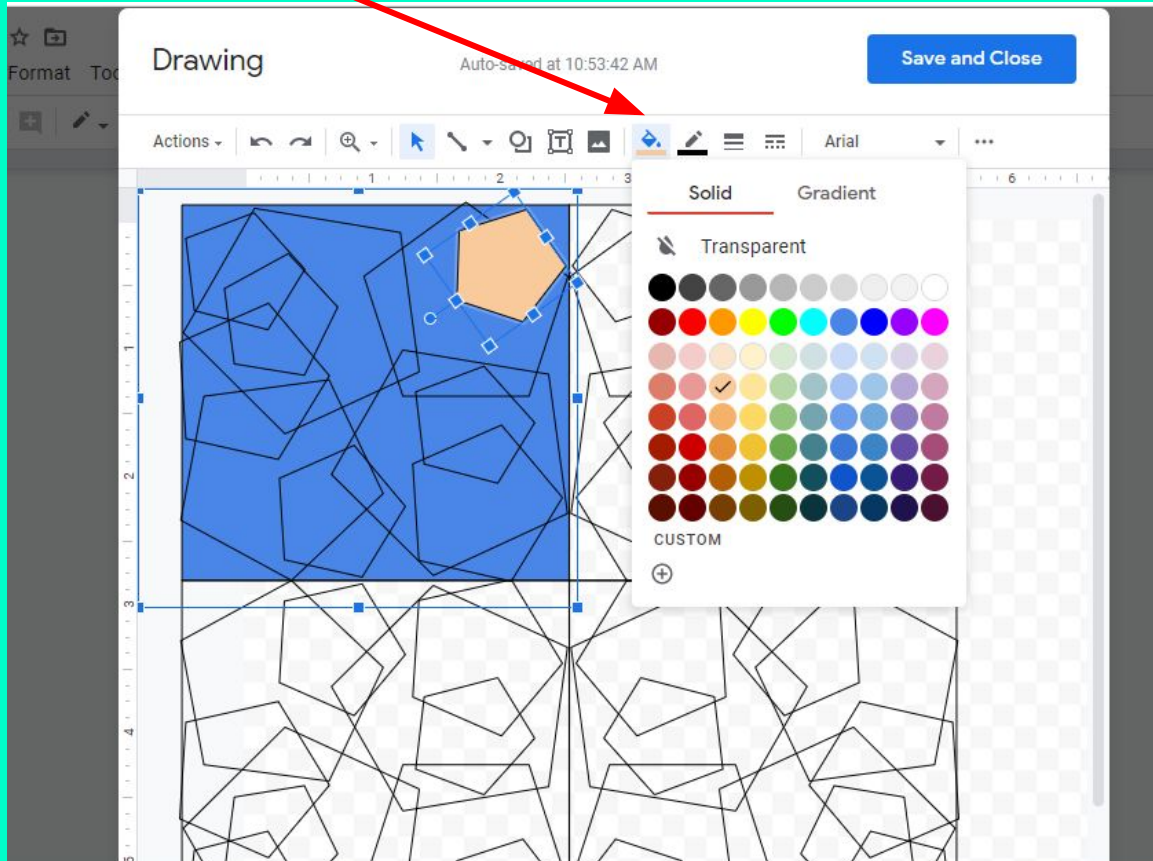 Drawing
Auto-saved at 10:53:42 AM
Save and Close
Format
Actions
Arial
1 2 3 6
Solid Gradient
Transparent
1
2
CUSTOM
3
4
5